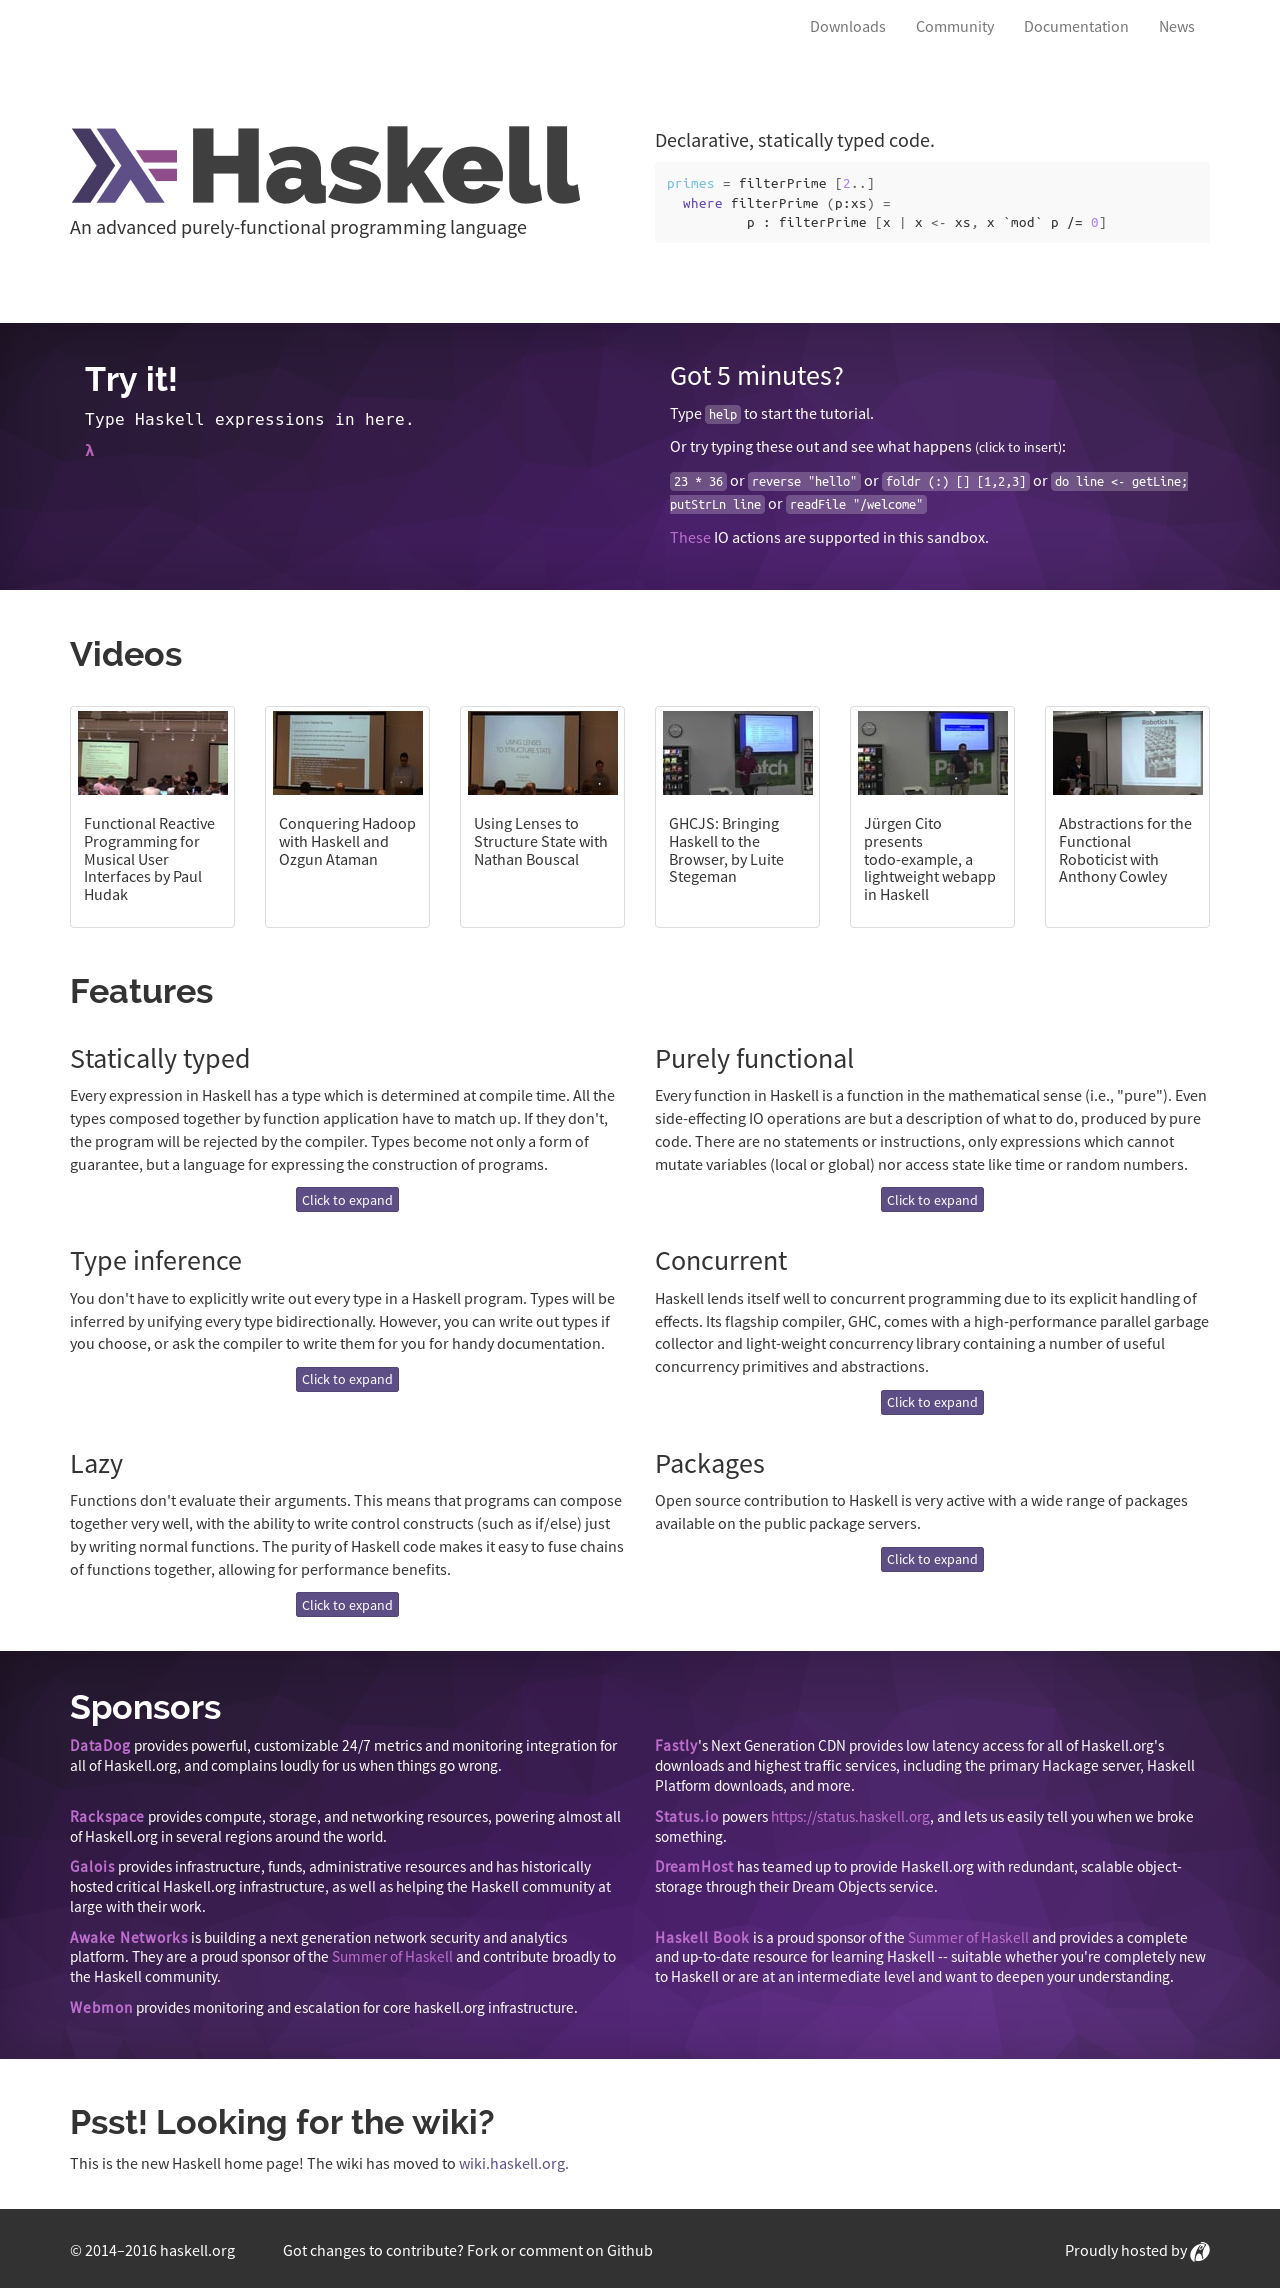 Downloads Community Documentation News
Haskell
An advanced purely-functional programming language
Declarative, statically typed code.
primes = filterPrime [2..]
  where filterPrime (p:xs) =
          p : filterPrime [x | x <- xs, x `mod` p /= 0]
Try it!
Type Haskell expressions in here.
λ
Got 5 minutes?
Type help to start the tutorial.
Or try typing these out and see what happens (click to insert):
23 * 36 or reverse "hello" or foldr (:) [] [1,2,3] or do line <- getLine;
putStrLn line or readFile "/welcome"
These IO actions are supported in this sandbox.
Videos
USING LENSES
TO STRUCTURE STATE
Patch
Patch
Robotics is...
Functional Reactive
Programming for
Musical User
Interfaces by Paul
Hudak
Conquering Hadoop
with Haskell and
Ozgun Ataman
Using Lenses to
Structure State with
Nathan Bouscal
GHCJS: Bringing
Haskell to the
Browser, by Luite
Stegeman
Jürgen Cito
presents
todo-example, a
lightweight webapp
in Haskell
Abstractions for the
Functional
Roboticist with
Anthony Cowley
Features
Statically typed
Every expression in Haskell has a type which is determined at compile time. All the
types composed together by function application have to match up. If they don't,
the program will be rejected by the compiler. Types become not only a form of
guarantee, but a language for expressing the construction of programs.
Click to expand
Purely functional
Every function in Haskell is a function in the mathematical sense (i.e., "pure"). Even
side-effecting IO operations are but a description of what to do, produced by pure
code. There are no statements or instructions, only expressions which cannot
mutate variables (local or global) nor access state like time or random numbers.
Click to expand
Type inference
You don't have to explicitly write out every type in a Haskell program. Types will be
inferred by unifying every type bidirectionally. However, you can write out types if
you choose, or ask the compiler to write them for you for handy documentation.
Click to expand
Concurrent
Haskell lends itself well to concurrent programming due to its explicit handling of
effects. Its flagship compiler, GHC, comes with a high-performance parallel garbage
collector and light-weight concurrency library containing a number of useful
concurrency primitives and abstractions.
Click to expand
Lazy
Functions don't evaluate their arguments. This means that programs can compose
together very well, with the ability to write control constructs (such as if/else) just
by writing normal functions. The purity of Haskell code makes it easy to fuse chains
of functions together, allowing for performance benefits.
Click to expand
Packages
Open source contribution to Haskell is very active with a wide range of packages
available on the public package servers.
Click to expand
Sponsors
DataDog provides powerful, customizable 24/7 metrics and monitoring integration for
all of Haskell.org, and complains loudly for us when things go wrong.
Fastly's Next Generation CDN provides low latency access for all of Haskell.org's
downloads and highest traffic services, including the primary Hackage server, Haskell
Platform downloads, and more.
Rackspace provides compute, storage, and networking resources, powering almost all
of Haskell.org in several regions around the world.
Status.io powers https://status.haskell.org, and lets us easily tell you when we broke
something.
Galois provides infrastructure, funds, administrative resources and has historically
hosted critical Haskell.org infrastructure, as well as helping the Haskell community at
large with their work.
DreamHost has teamed up to provide Haskell.org with redundant, scalable object-
storage through their Dream Objects service.
Awake Networks is building a next generation network security and analytics
platform. They are a proud sponsor of the Summer of Haskell and contribute broadly to
the Haskell community.
Haskell Book is a proud sponsor of the Summer of Haskell and provides a complete
and up-to-date resource for learning Haskell -- suitable whether you're completely new
to Haskell or are at an intermediate level and want to deepen your understanding.
Webmon provides monitoring and escalation for core haskell.org infrastructure.
Psst! Looking for the wiki?
This is the new Haskell home page! The wiki has moved to wiki.haskell.org.
© 2014–2016 haskell.org Got changes to contribute? Fork or comment on Github Proudly hosted by